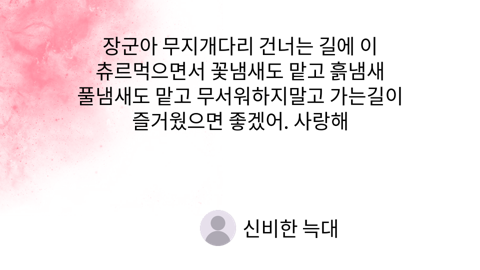 장군아 무지개다리 건너는 길에 이
츄르먹으면서 꽃냄새도 맡고 흙냄새
풀냄새도 맡고 무서워하지말고 가는길이
즐거웠으면 좋겠어. 사랑해
신비한 늑대